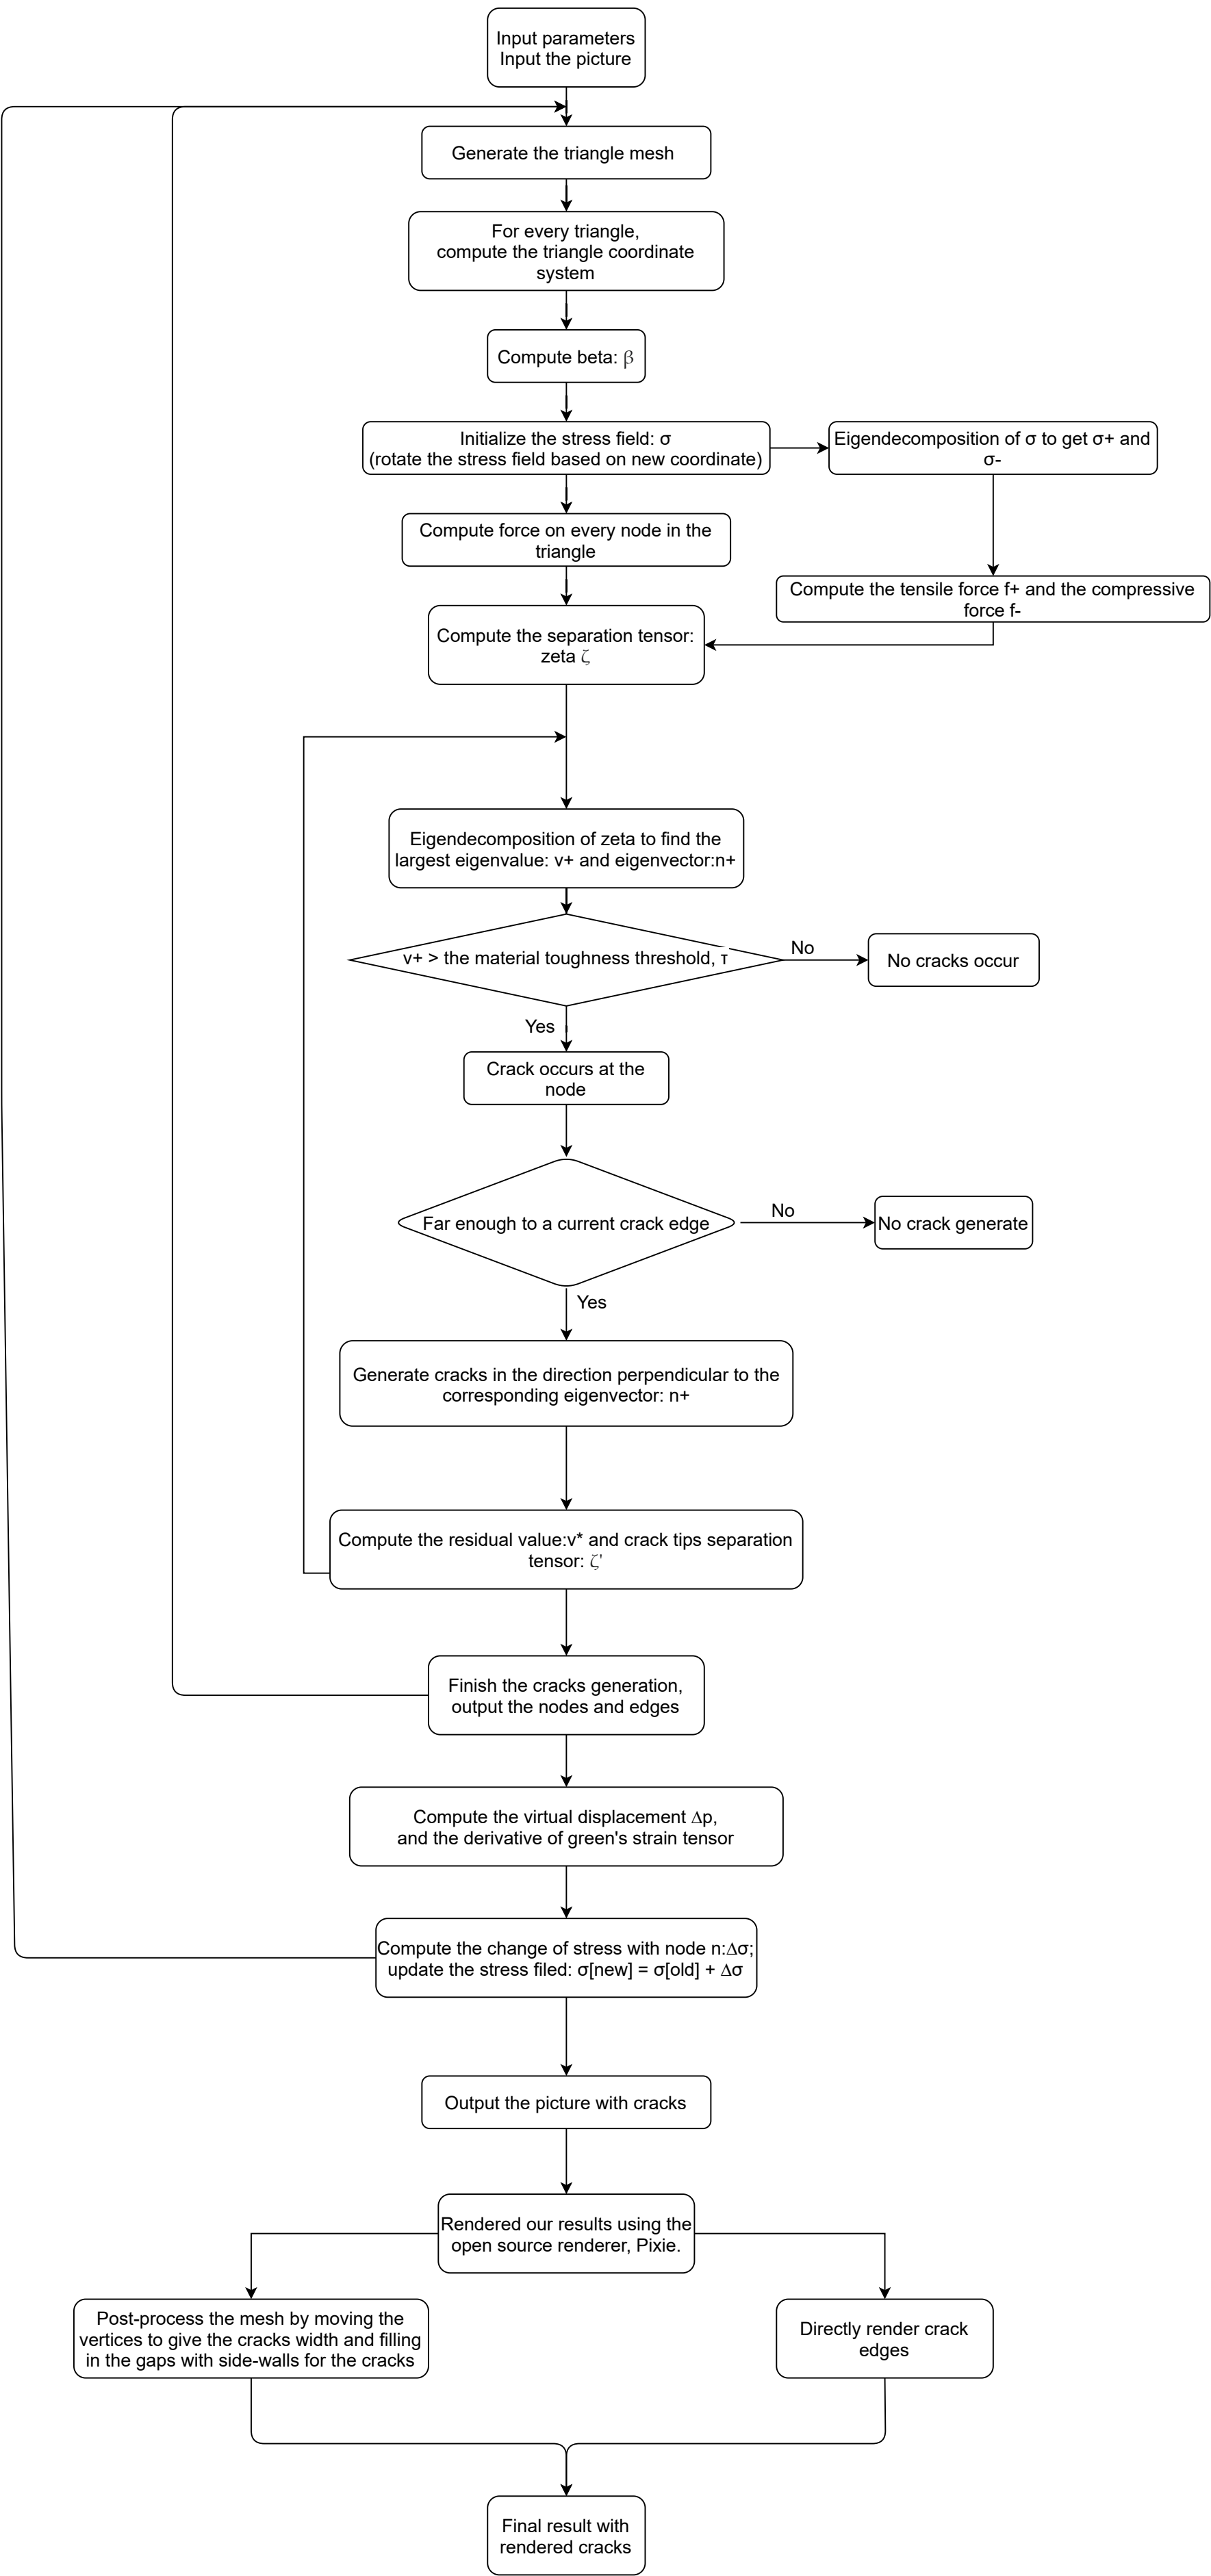 Input parameters
Input the picture
Generate the triangle mesh
For every triangle,
compute the triangle coordinate
system
Compute beta: β
Initialize the stress field: σ
(rotate the stress field based on new coordinate)
Eigendecomposition of σ to get σ+ and
σ-
Compute force on every node in the
triangle
Compute the tensile force f+ and the compressive
force f-
Compute the separation tensor:
zeta ζ
Eigendecomposition of zeta to find the
largest eigenvalue: v+ and eigenvector:n+
v+ > the material toughness threshold, τ
No
No cracks occur
Yes
Crack occurs at the
node
Far enough to a current crack edge
No
No crack generate
Yes
Generate cracks in the direction perpendicular to the
corresponding eigenvector: n+
Compute the residual value:v* and crack tips separation
tensor: ζ'
Finish the cracks generation,
output the nodes and edges
Compute the virtual displacement Δp,
and the derivative of green's strain tensor
Compute the change of stress with node n:Δσ;
update the stress filed: σ[new] = σ[old] + Δσ
Output the picture with cracks
Rendered our results using the
open source renderer, Pixie.
Post-process the mesh by moving the
vertices to give the cracks width and filling
in the gaps with side-walls for the cracks
Directly render crack
edges
Final result with
rendered cracks